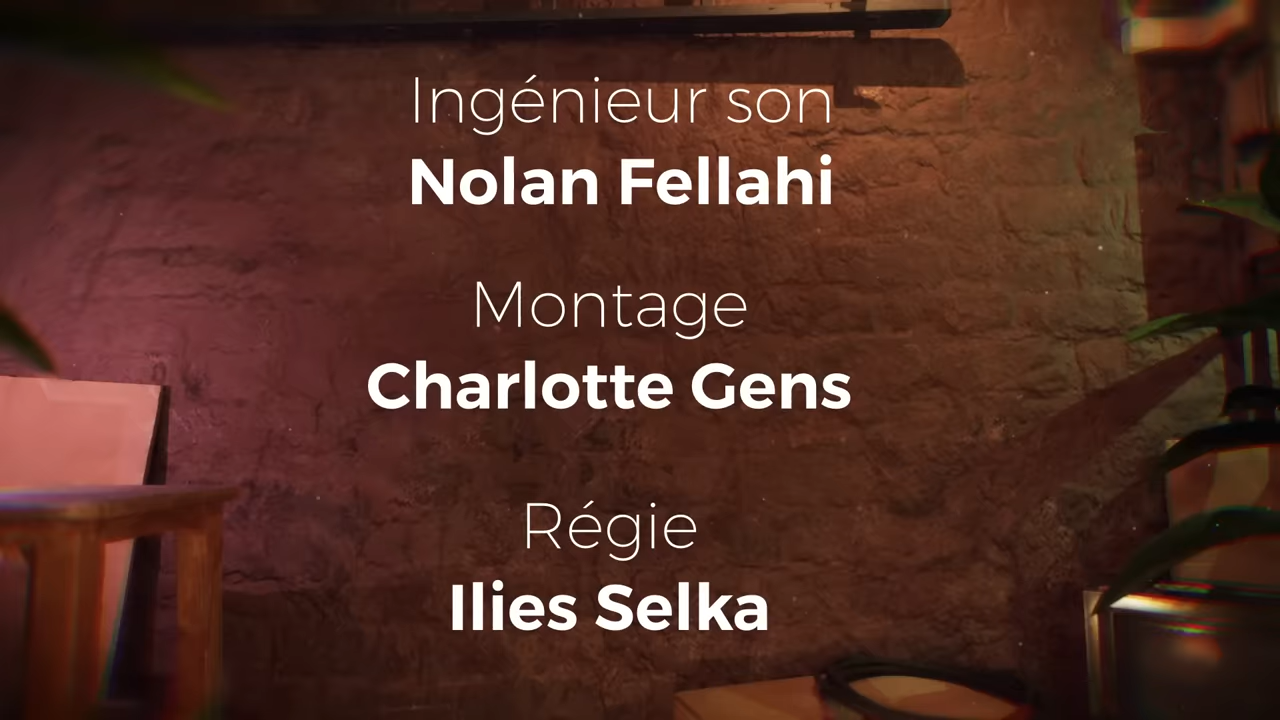 Ingénieur son
Nolan Fellahi
Montage
Charlotte Gens
Régie
Ilies Selka